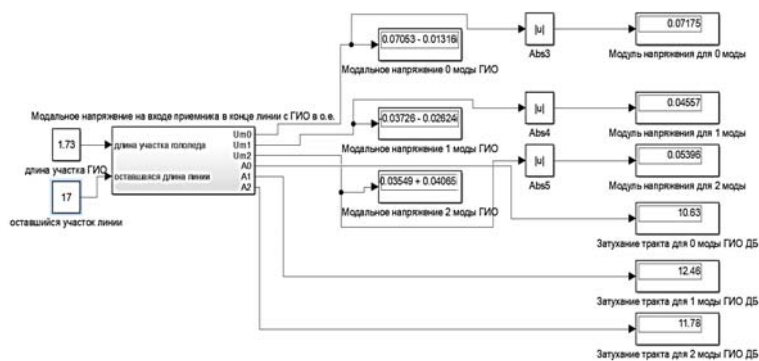 0.07053 - 0.01316i
Модальное напряжение 0 моды ГИО
|u|
Abs3
0.07175
Модуль напряжения для 0 моды
Модальное напряжение на входе приемника в конце линии с ГИО в о.е.
1.73
длина участка ГИО
17
оставшийся участок линии
длина участка гололеда
оставшаяся длина линии
Um0
Um1
Um2
A0
A1
A2
-0.03726 - 0.02624i
Модальное напряжение 1 моды ГИО
|u|
Abs4
0.04557
Модуль напряжения для 1 моды
0.03549 + 0.04065i
Модальное напряжение 2 моды ГИО
|u|
Abs5
0.05396
Модуль напряжения для 2 моды
10.63
Затухание тракта для 0 моды ГИО ДБ
12.46
Затухание тракта для 1 моды ГИО ДБ
11.78
Затухание тракта для 2 моды ГИО ДБ